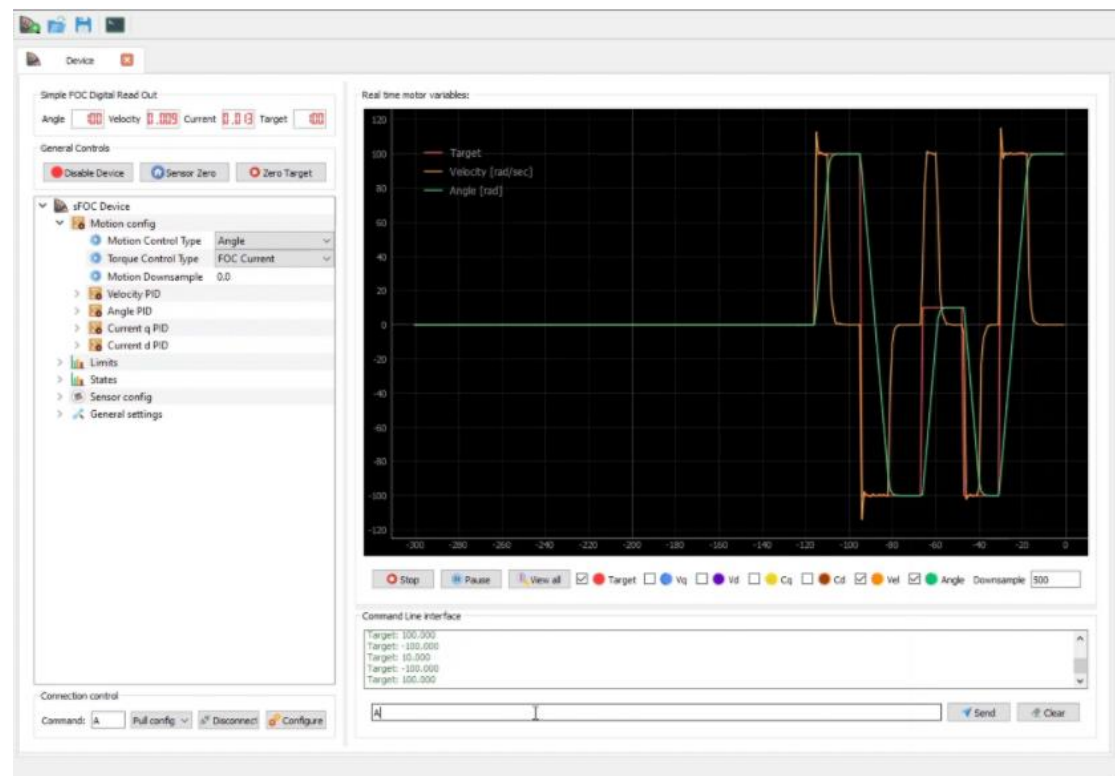 Device
Simple FOC Digital Read Out
Angle 100 Velocity 0.009 Current 0.013 Target 100
General Controls
Disable Device Sensor Zero Zero Target
sFOC Device
Motion config
Motion Control Type Angle
Torque Control Type FOC Current
Motion Downsample 0.0
Velocity PID
Angle PID
Current q PID
Current d PID
Limits
States
Sensor config
General settings
Connection control
Command: A Pull config Disconnect Configure
Real time motor variables:
120
100
80
60
40
20
0
-20
-40
-60
-80
-100
-120
Target
Velocity [rad/sec]
Angle [rad]
-300 -280 -260 -240 -220 -200 -180 -160 -140 -120 -100 -80 -60 -40 -20 0
Stop Pause View all Target Vq Vd Cq Cd Vel Angle Downsample 500
Command Line interface
Target: 100.000
Target: -100.000
Target: 10.000
Target: -100.000
Target: 100.000
A
Send Clear